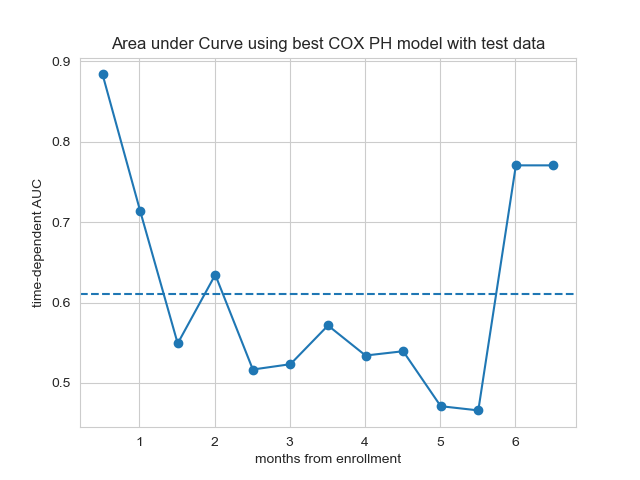 Area under Curve using best COX PH model with test data
time-dependent AUC
0.9
0.8
0.7
0.6
0.5
1 2 3 4 5 6
months from enrollment